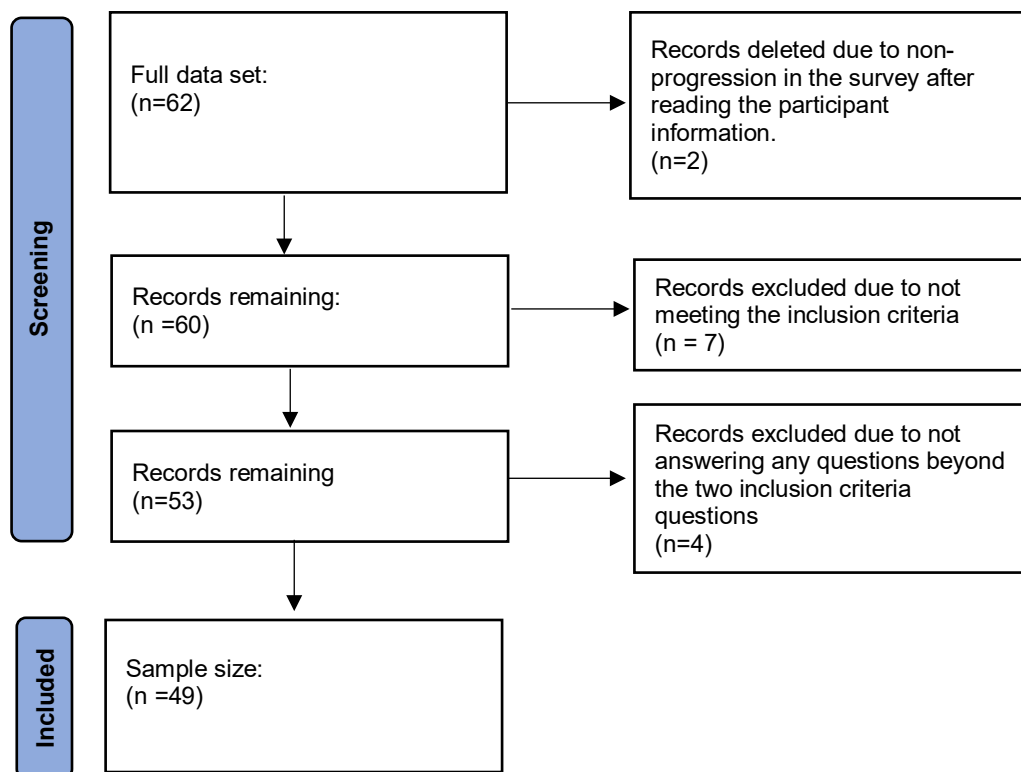 Screening
Full data set:
(n=62)
Records deleted due to non-
progression in the survey after
reading the participant
information.
(n=2)
Records remaining:
(n =60)
Records excluded due to not
meeting the inclusion criteria
(n = 7)
Records remaining
(n=53)
Records excluded due to not
answering any questions beyond
the two inclusion criteria
questions
(n=4)
Included
Sample size:
(n =49)